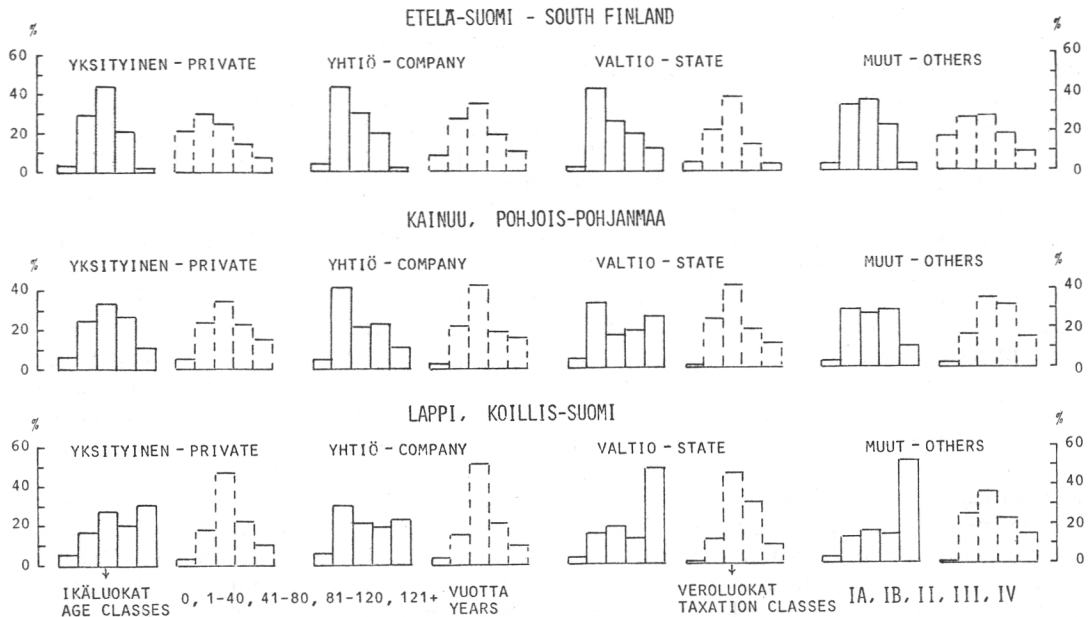 ETELÄ-SUOMI - SOUTH FINLAND
% %
YKSITYINEN - PRIVATE YHTIÖ - COMPANY VALTIO - STATE MUUT - OTHERS
60 60
40 40
20 20
0 0
KAINUU, POHJOIS-POHJANMAA
% %
YKSITYINEN - PRIVATE YHTIÖ - COMPANY VALTIO - STATE MUUT - OTHERS
40 40
20 20
0 0
LAPPI, KOILLIS-SUOMI
% %
YKSITYINEN - PRIVATE YHTIÖ - COMPANY VALTIO - STATE MUUT - OTHERS
60 60
40 40
20 20
0 0
IKÄLUOKAT 0, 1-40, 41-80, 81-120, 121+ VUOTTA VEROLUOKAT IA, IB, II, III, IV
AGE CLASSES YEARS TAXATION CLASSES